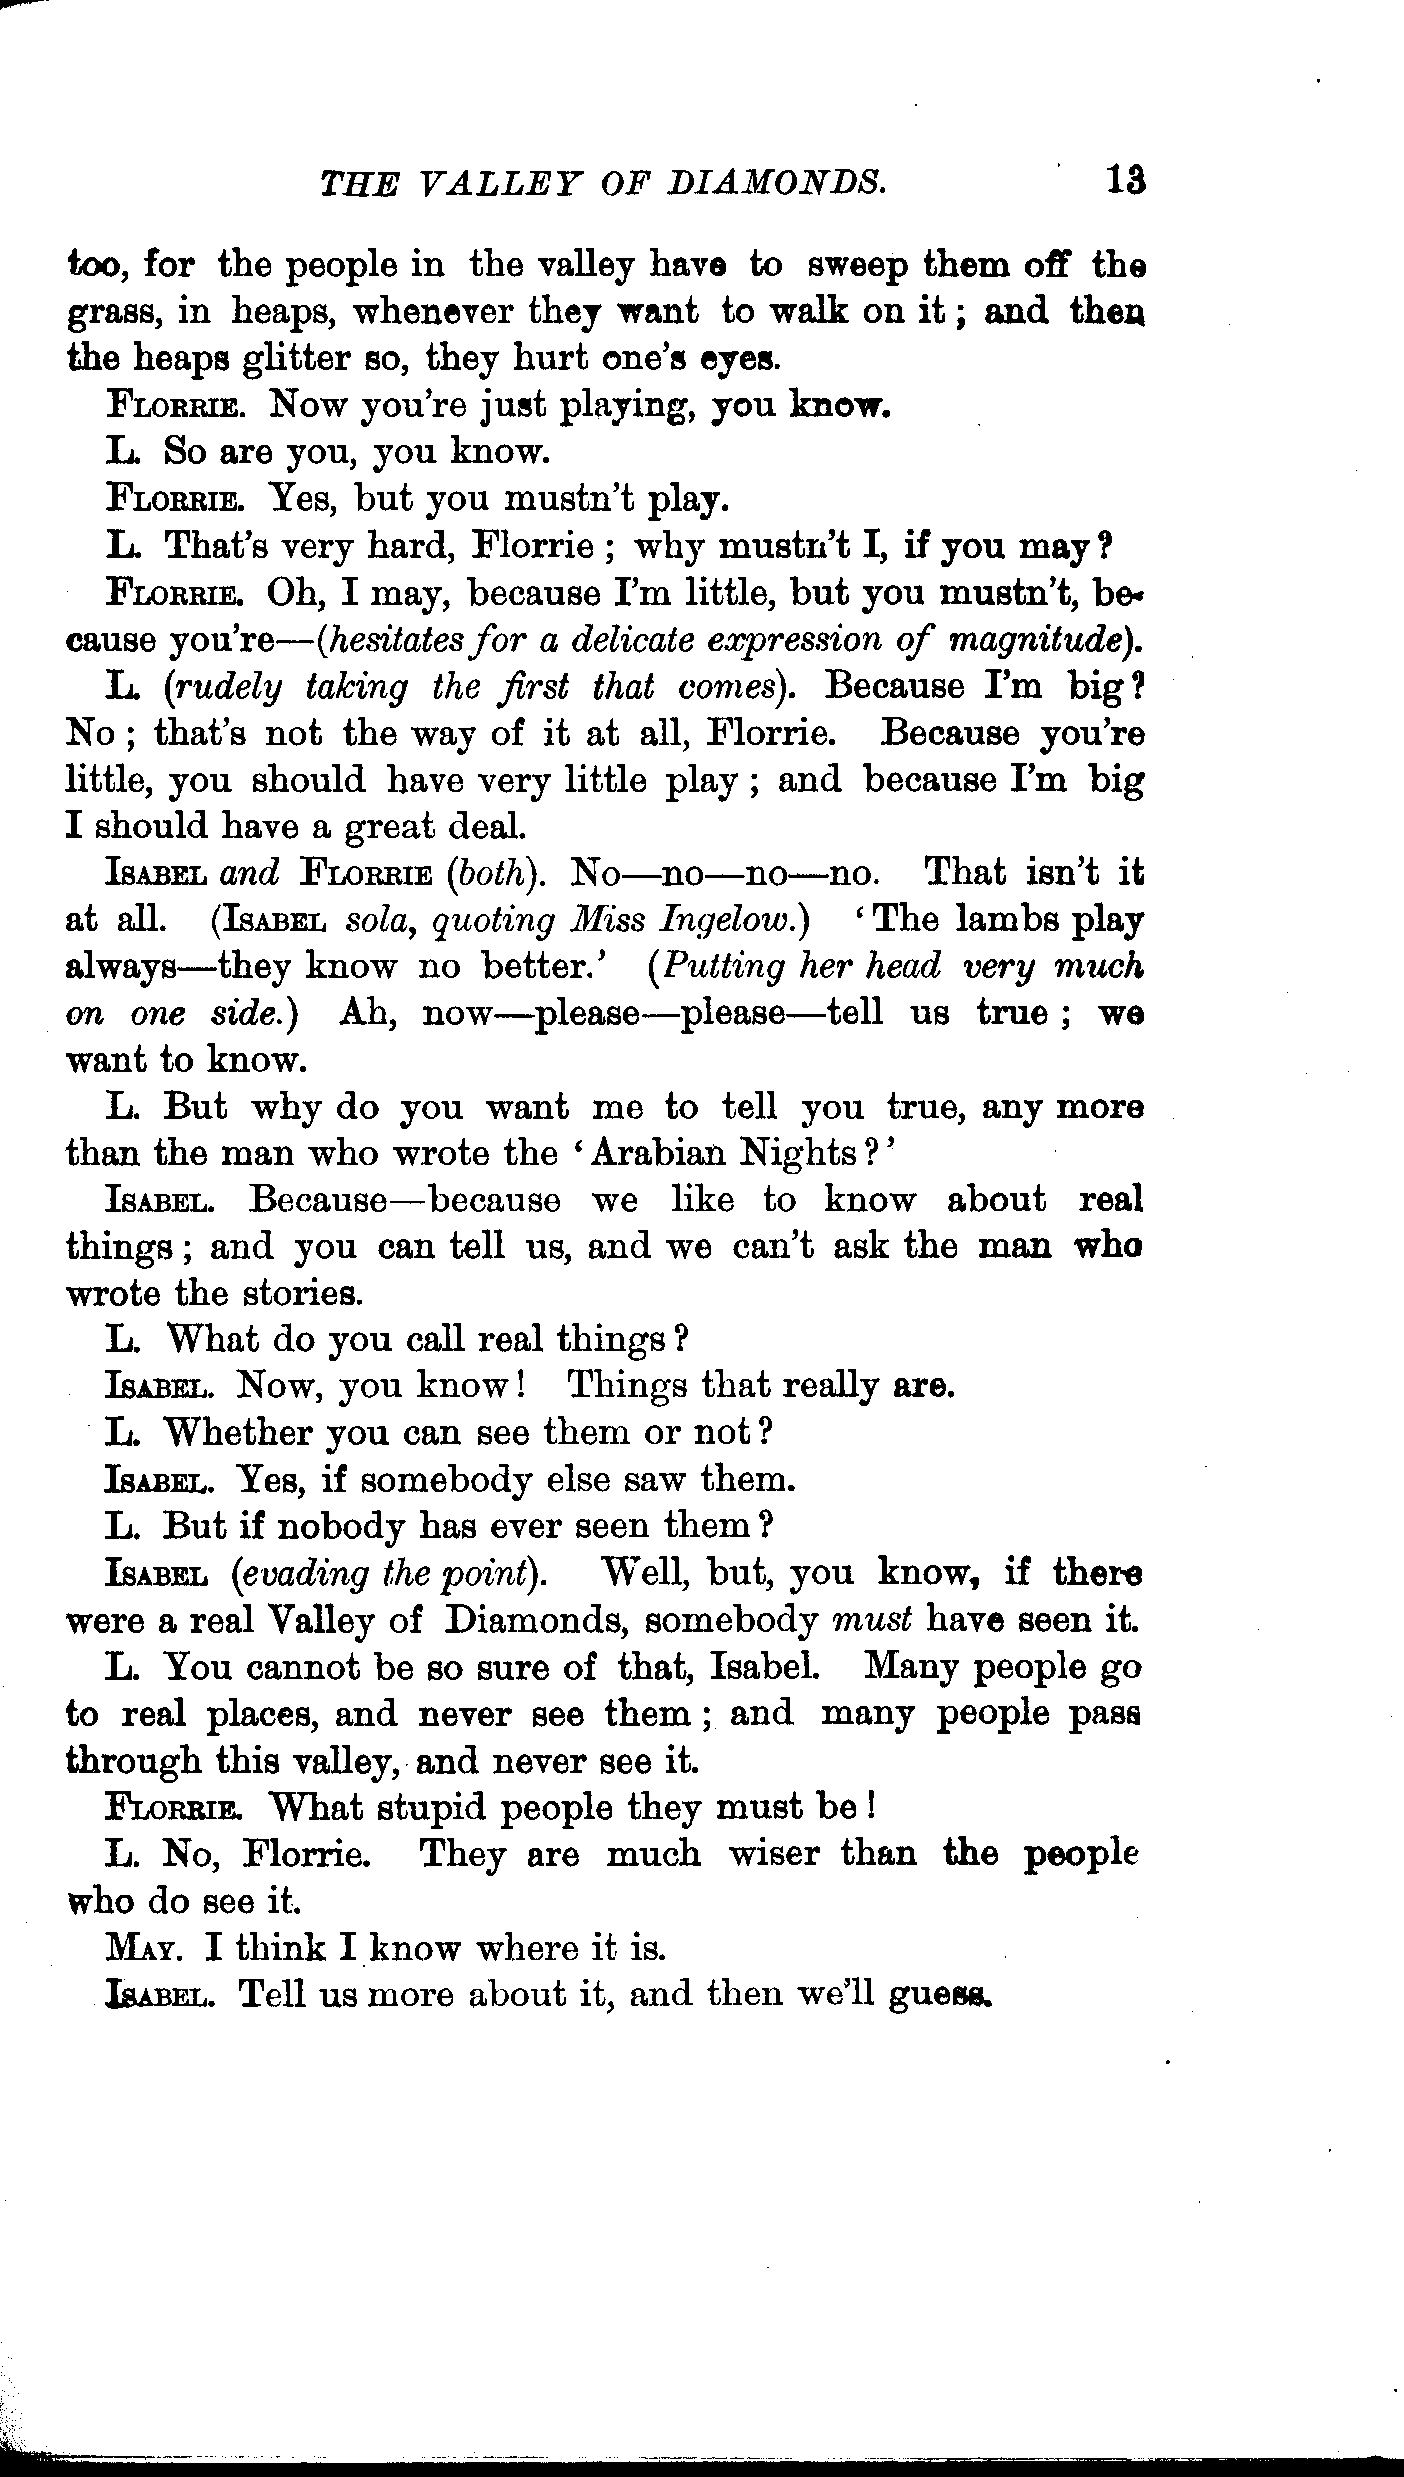 THE VALLEY OF DIAMONDS. 13
too, for the people in the valley have to sweep them off the
grass, in heaps, whenever they want to walk on it ; and then
the heaps glitter so, they hurt one's eyes.
FLORRIE. Now you're just playing, you know.
L. So are you, you know.
FLORRIE. Yes, but you mustn't play.
L. That's very hard, Florrie ; why mustn't I, if you may ?
FLORRIE. Oh, I may, because I'm little, but you mustn't, be-
cause you're—(hesitates for a delicate expression of magnitude).
L. (rudely taking the first that comes). Because I'm big ?
No ; that's not the way of it at all, Florrie. Because you're
little, you should have very little play ; and because I'm big
I should have a great deal.
ISABEL and FLORRIE (both). No—no—no—no. That isn't it
at all. (ISABEL sola, quoting Miss Ingelow.) ‘The lambs play
always—they know no better.’ (Putting her head very much
on one side.) Ah, now—please—please—tell us true ; we
want to know.
L. But why do you want me to tell you true, any more
than the man who wrote the ‘Arabian Nights ?’
ISABEL. Because—because we like to know about real
things ; and you can tell us, and we can't ask the man who
wrote the stories.
L. What do you call real things ?
ISABEL. Now, you know ! Things that really are.
L. Whether you can see them or not ?
ISABEL. Yes, if somebody else saw them.
L. But if nobody has ever seen them ?
ISABEL (evading the point). Well, but, you know, if there
were a real Valley of Diamonds, somebody must have seen it.
L. You cannot be so sure of that, Isabel. Many people go
to real places, and never see them ; and many people pass
through this valley, and never see it.
FLORRIE. What stupid people they must be !
L. No, Florrie. They are much wiser than the people
who do see it.
MAY. I think I know where it is.
ISABEL. Tell us more about it, and then we'll guess.